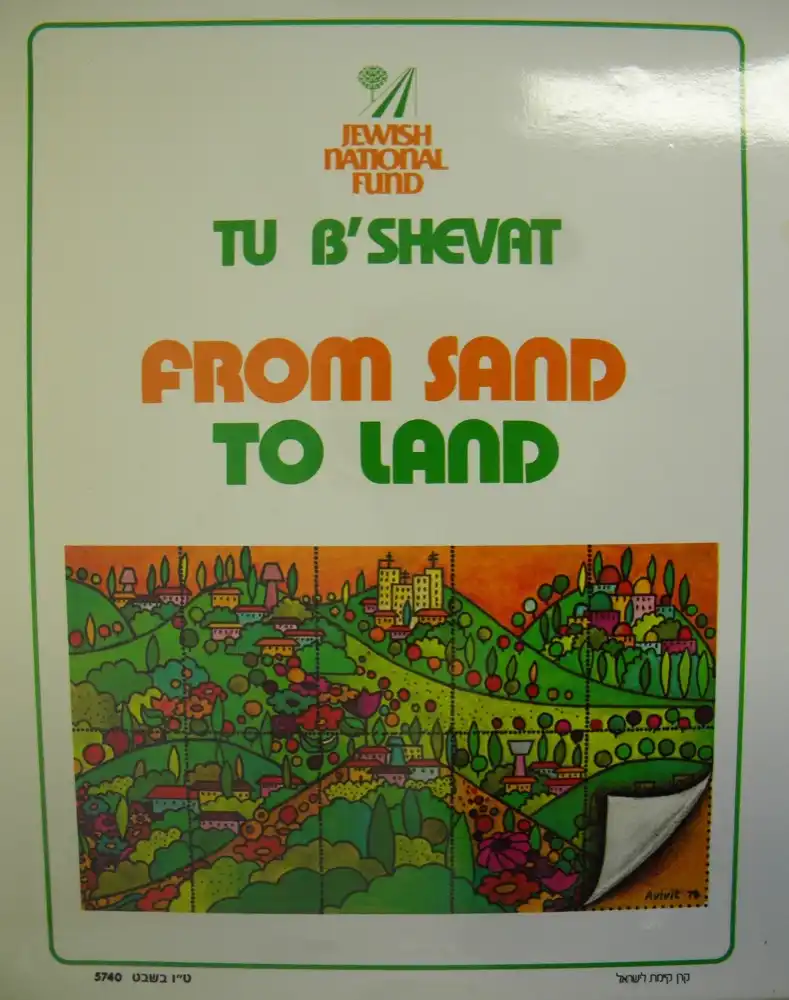 JEWISH
NATIONAL
FUND
TU B'SHEVAT
FROM SAND
TO LAND
Avivit '79
ט״ו בשבט 5740
קרן קימת לישראל